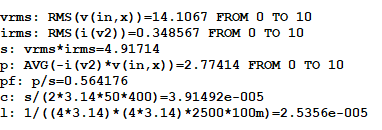 vrms: RMS(v(in,x))=14.1067 FROM 0 TO 10
irms: RMS(i(v2))=0.348567 FROM 0 TO 10
s: vrms*irms=4.91714
p: AVG(-i(v2)*v(in,x))=2.77414 FROM 0 TO 10
pf: p/s=0.564176
c: s/(2*3.14*50*400)=3.91492e-005
l: 1/((4*3.14)*(4*3.14)*2500*100m)=2.5356e-005